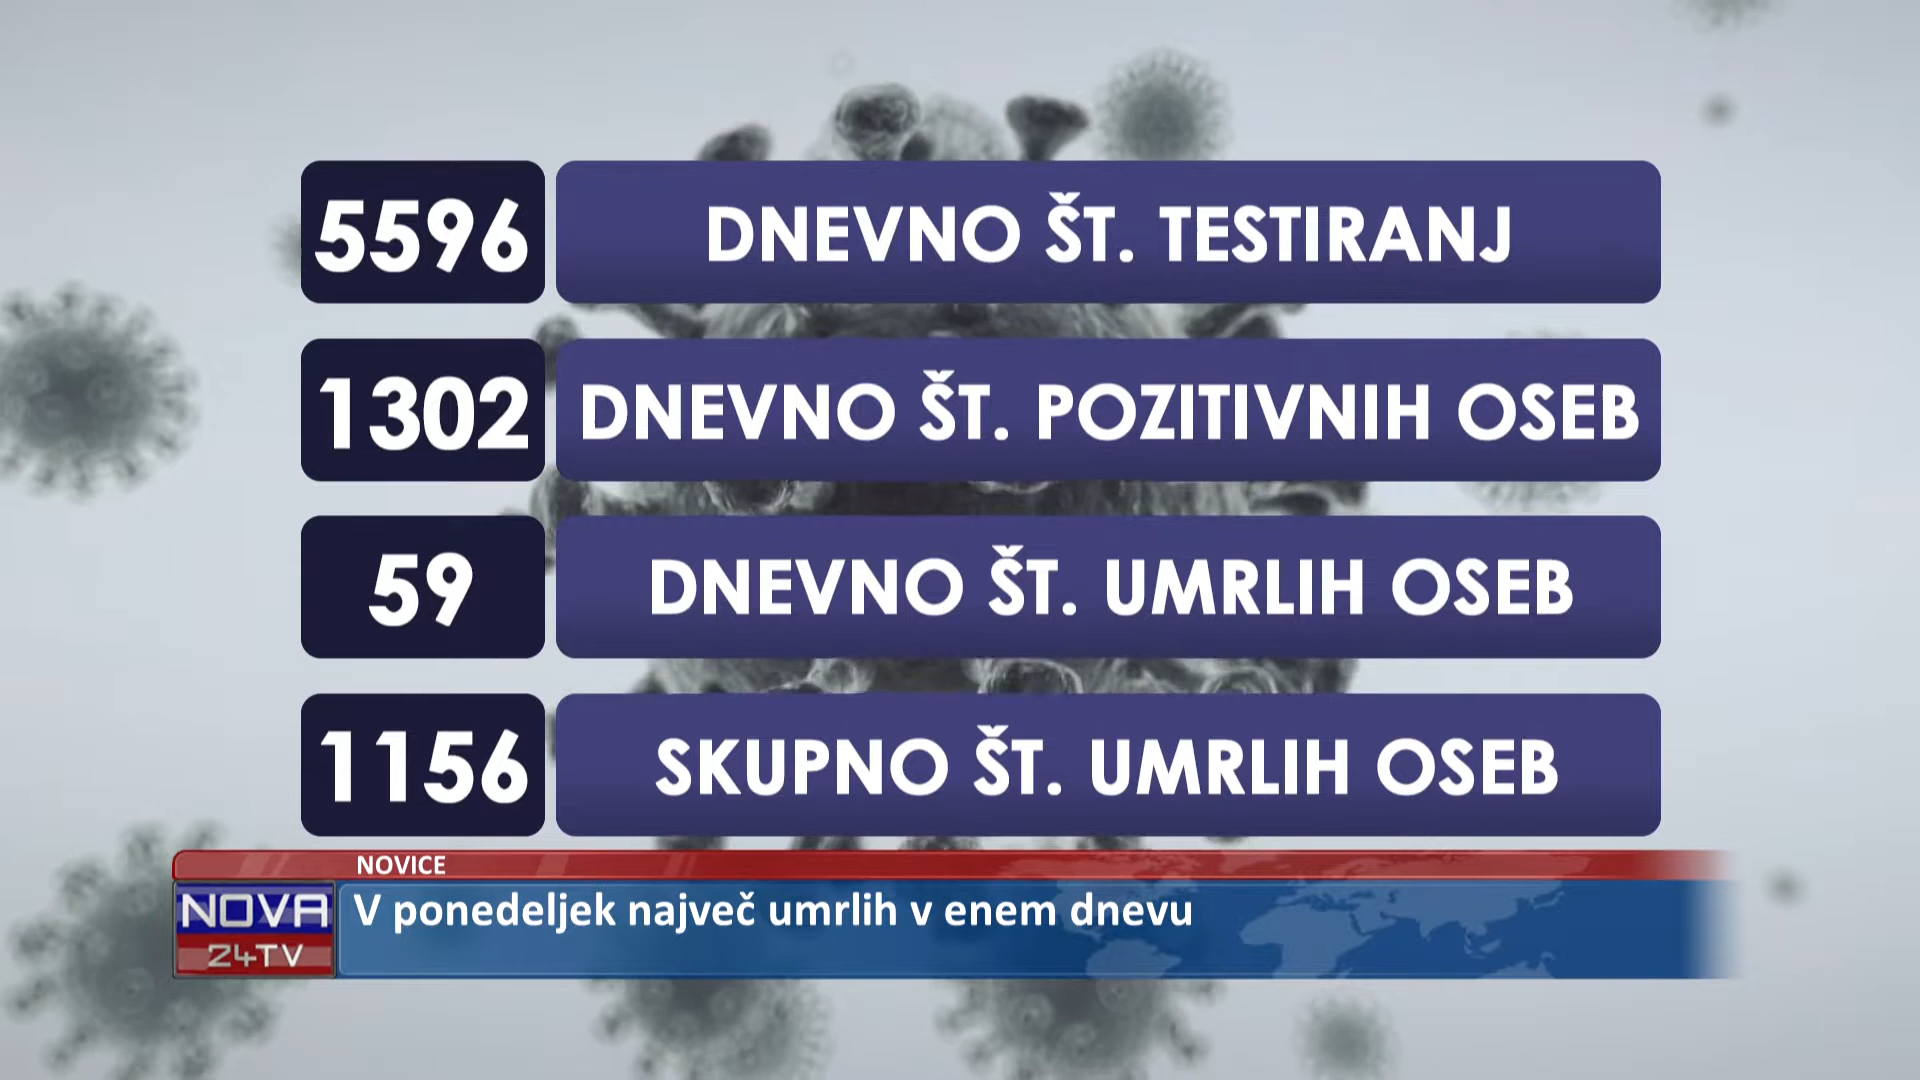 5596 DNEVNO ŠT. TESTIRANJ
1302 DNEVNO ŠT. POZITIVNIH OSEB
59 DNEVNO ŠT. UMRLIH OSEB
1156 SKUPNO ŠT. UMRLIH OSEB
NOVICE
NOVA
24TV
V ponedeljek največ umrlih v enem dnevu